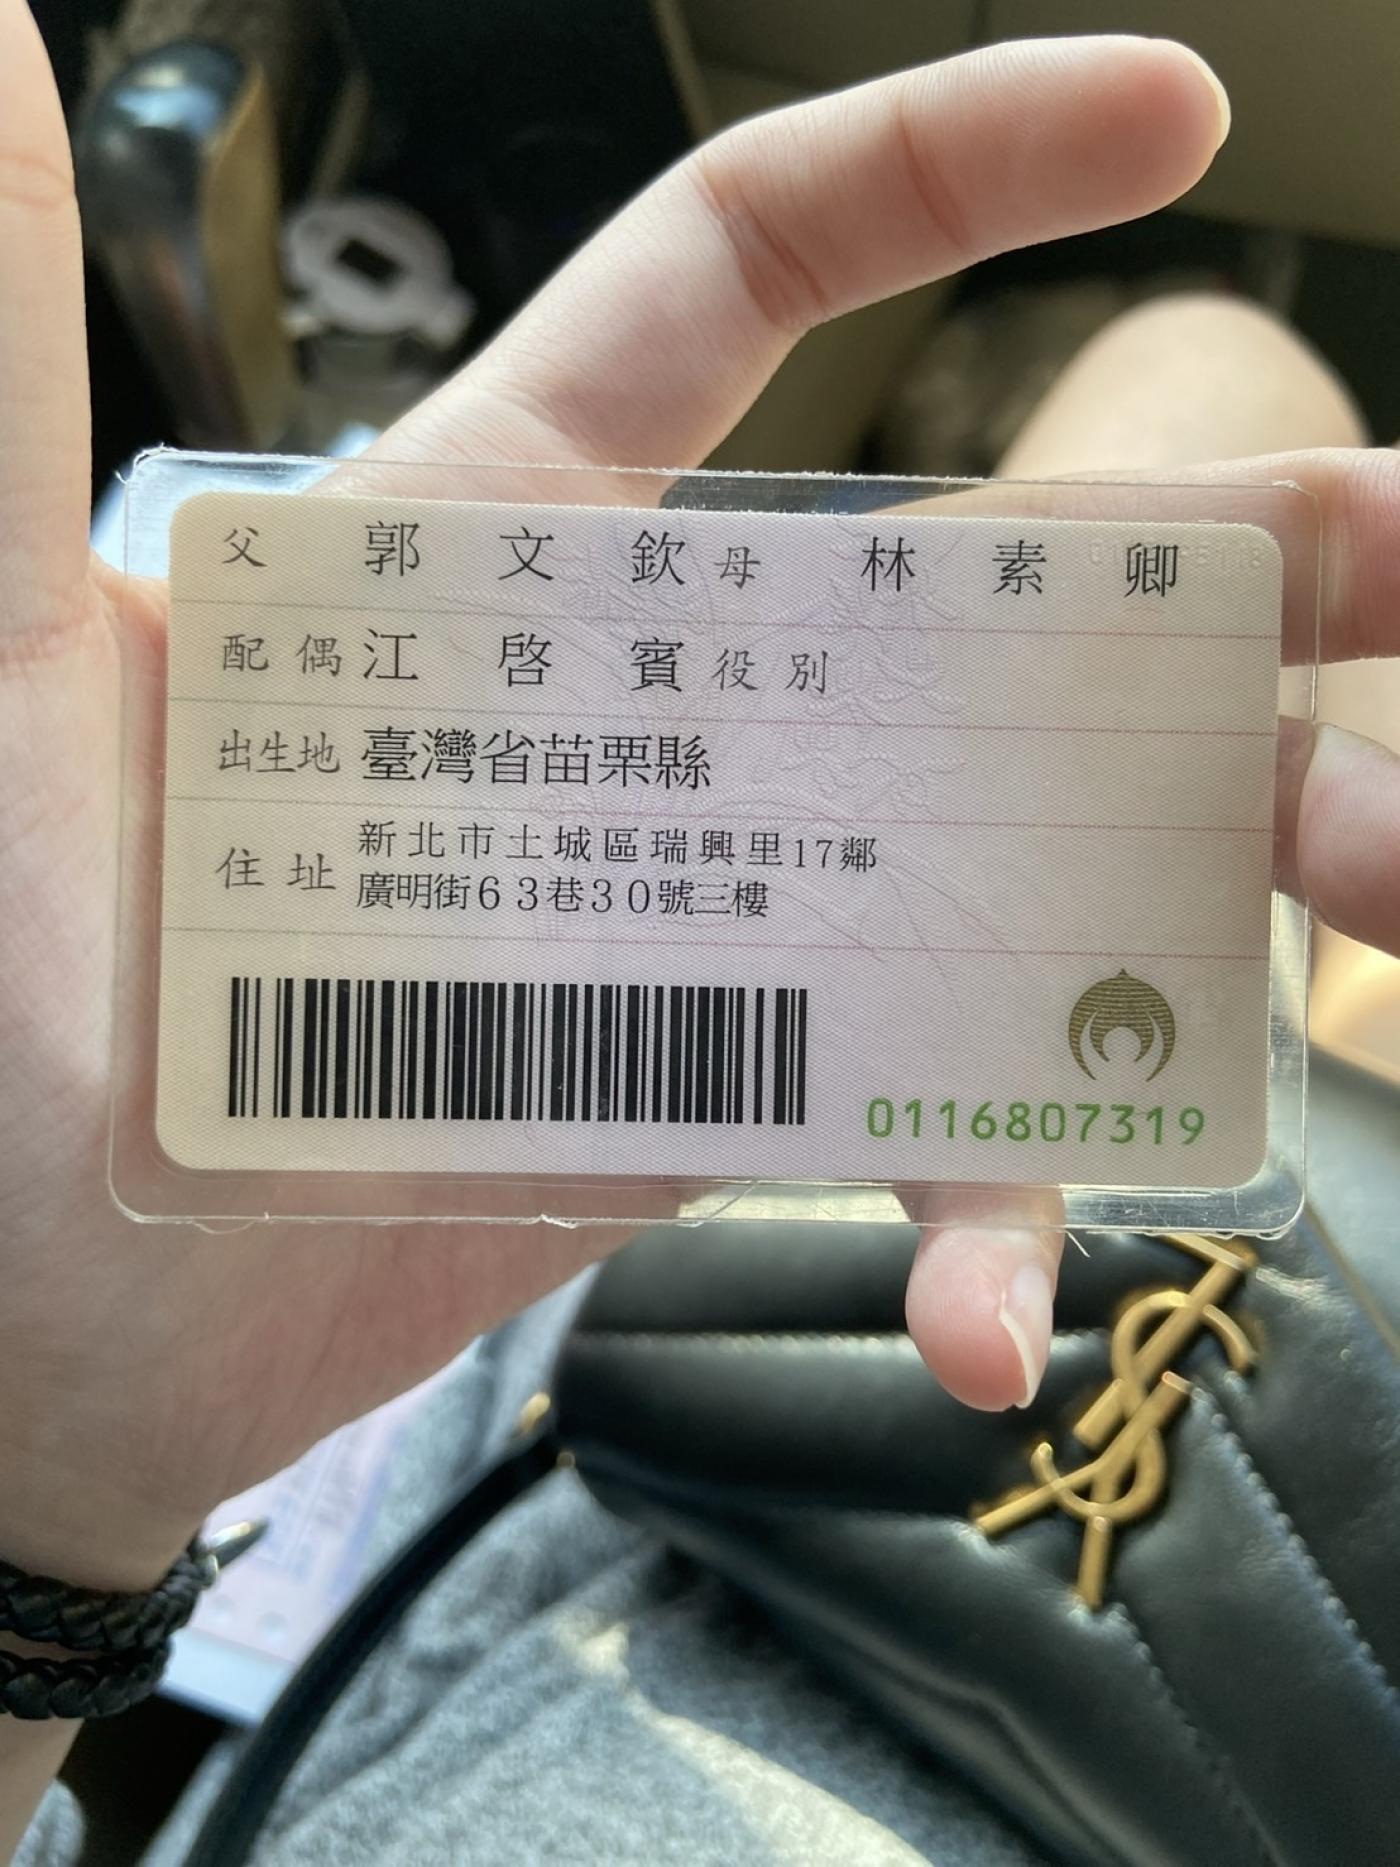 父 郭文欽 母 林素卿
配偶 江啓賓 役別
出生地 臺灣省苗栗縣
住址 新北市土城區瑞興里17鄰
廣明街63巷30號三樓
0116807319
YSL